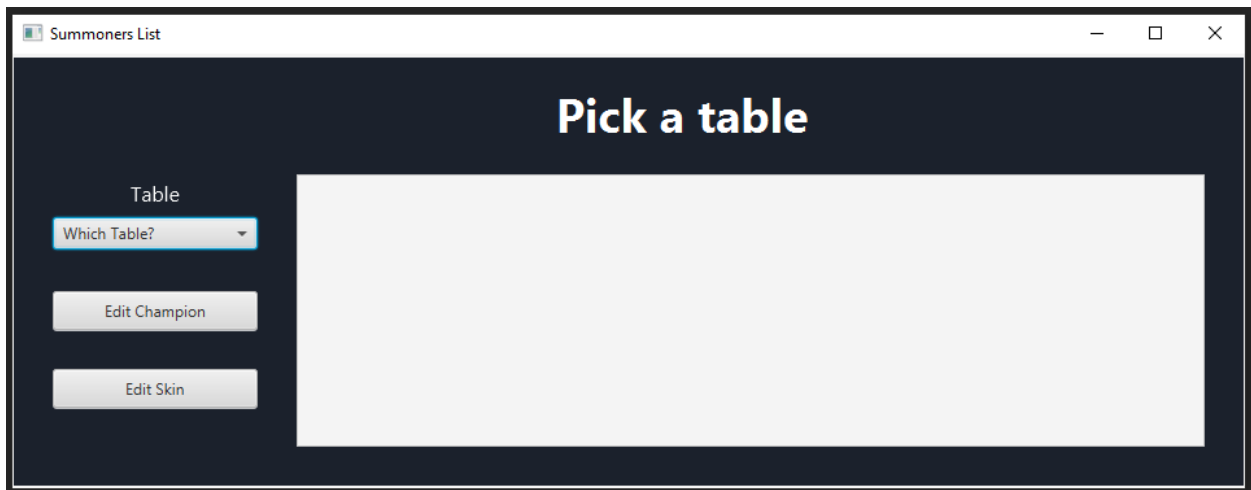 Summoners List
Pick a table
Table
Which Table?
Edit Champion
Edit Skin